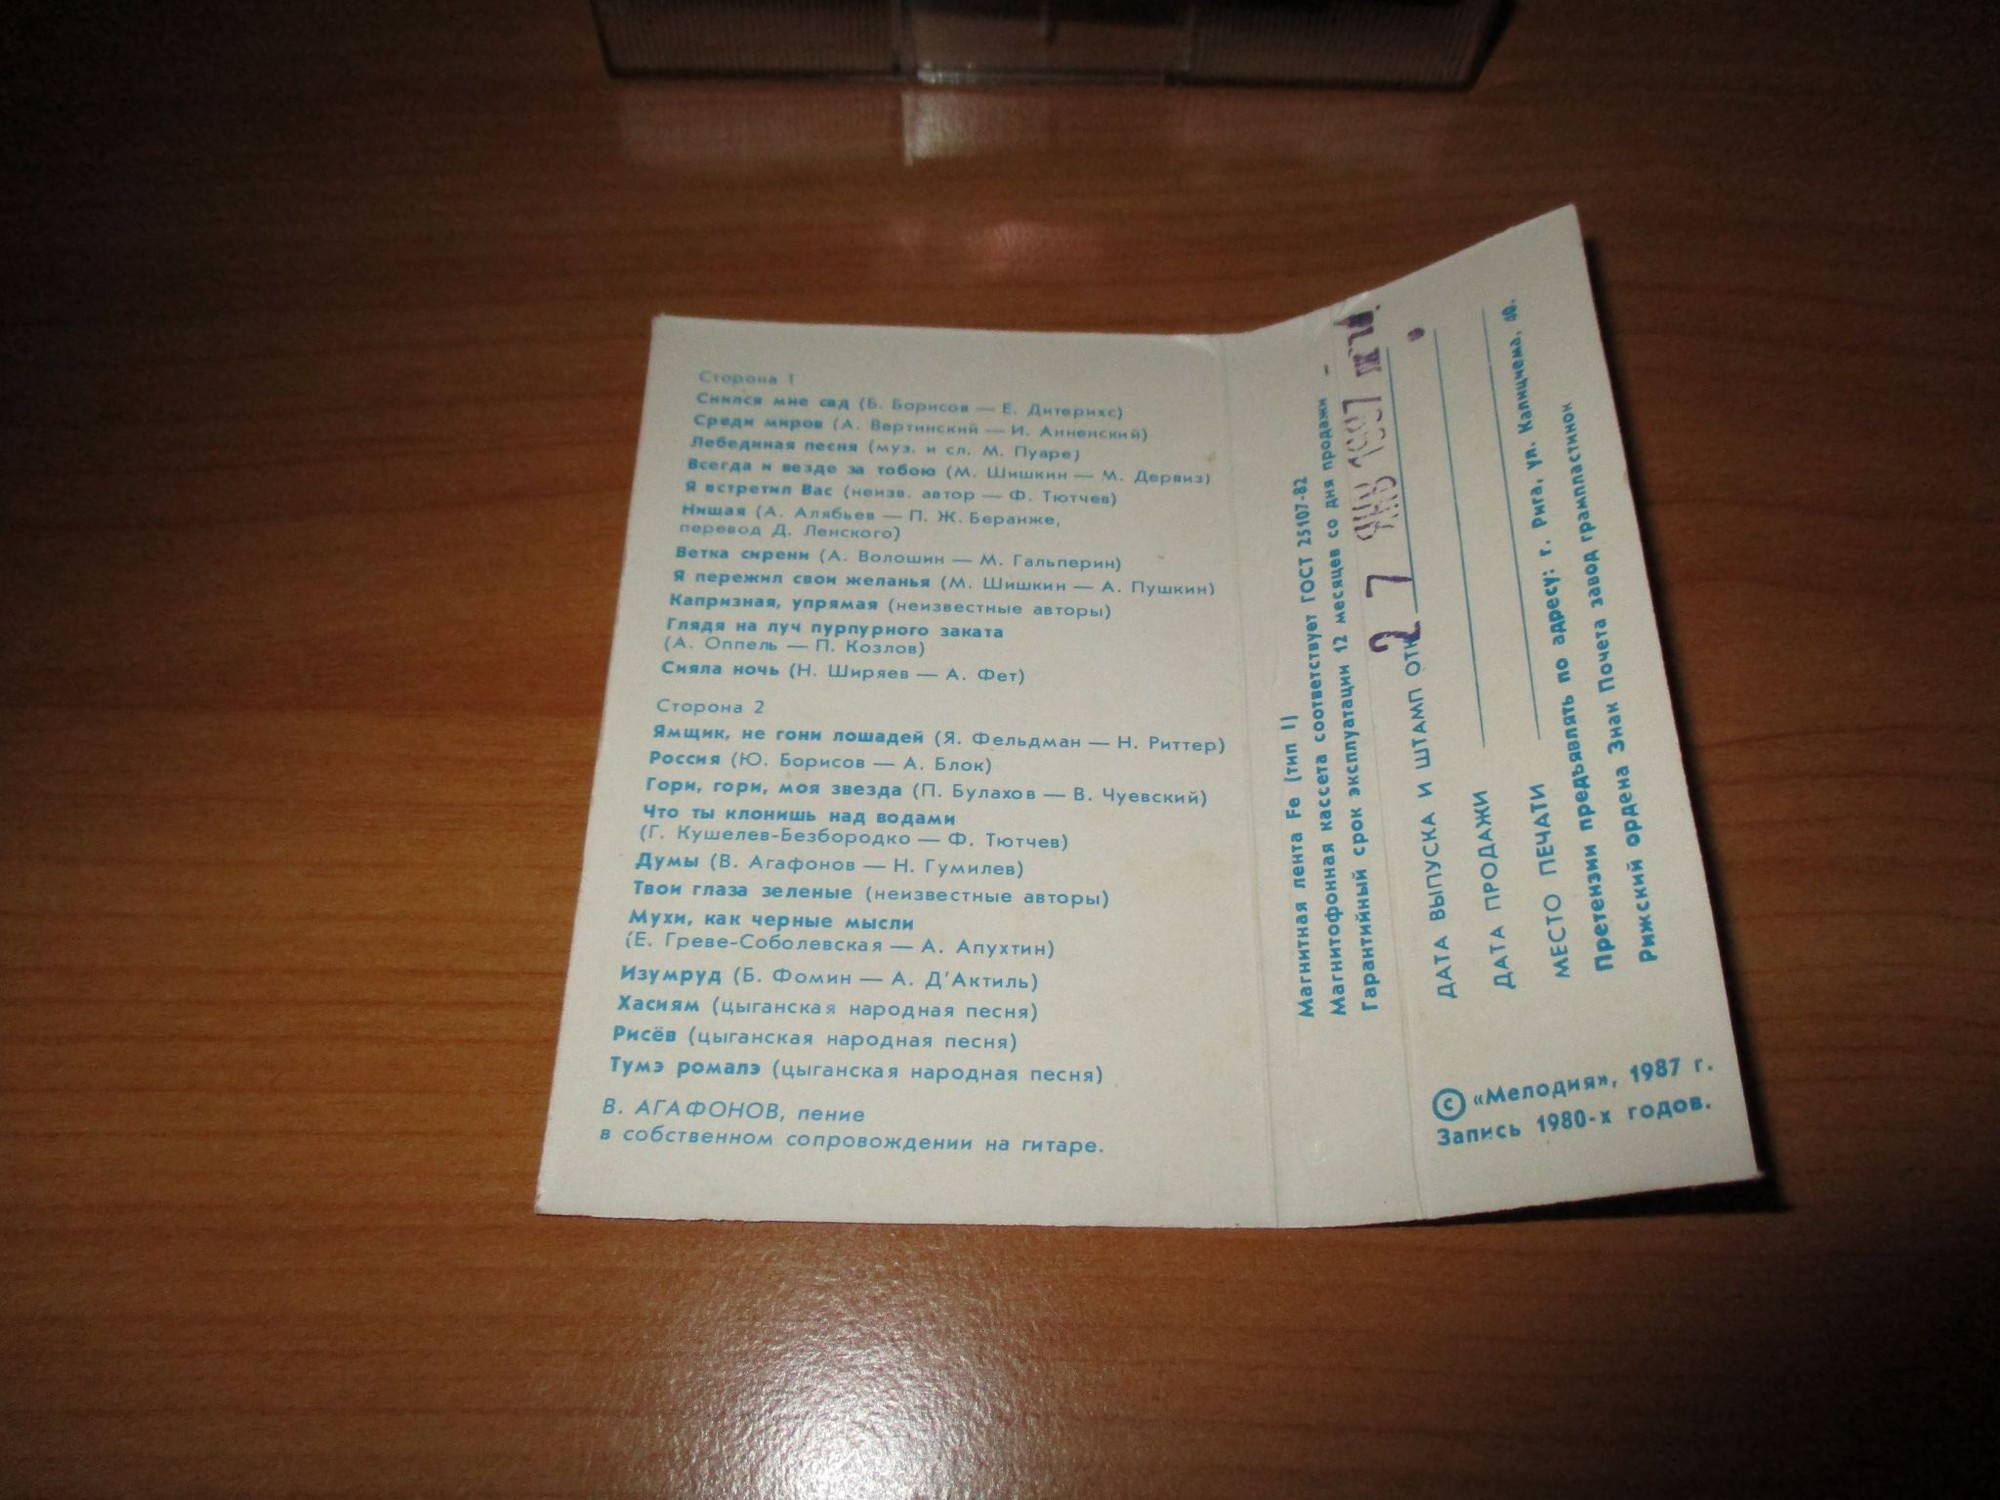 Сторона 1
Снился мне сад (Б. Борисов — Е. Дитерихс)
Среди миров (А. Вертинский — И. Анненский)
Лебединая песня (муз. и сл. М. Пуаре)
Всегда и везде за тобою (М. Шишкин — М. Дервиз)
Я встретил Вас (неизв. автор — Ф. Тютчев)
Нищая (А. Алябьев — П. Ж. Беранже,
перевод Д. Ленского)
Ветка сирени (А. Волошин — М. Гальперин)
Я пережил свои желанья (М. Шишкин — А. Пушкин)
Капризная, упрямая (неизвестные авторы)
Глядя на луч пурпурного заката
(А. Оппель — П. Козлов)
Сияла ночь (Н. Ширяев — А. Фет)
Сторона 2
Ямщик, не гони лошадей (Я. Фельдман — Н. Риттер)
Россия (Ю. Борисов — А. Блок)
Гори, гори, моя звезда (П. Булахов — В. Чуевский)
Что ты клонишь над водами
(Г. Кушелев-Безбородко — Ф. Тютчев)
Думы (В. Агафонов — Н. Гумилев)
Твои глаза зеленые (неизвестные авторы)
Мухи, как черные мысли
(Е. Греве-Соболевская — А. Апухтин)
Изумруд (Б. Фомин — А. Д'Актиль)
Хасиям (цыганская народная песня)
Рисёв (цыганская народная песня)
Тумэ ромалэ (цыганская народная песня)
В. АГАФОНОВ, пение
в собственном сопровождении на гитаре.
Магнитная лента Fe (тип I)
Магнитофонная кассета соответствует ГОСТ 25107-82
Гарантийный срок эксплуатации 12 месяцев со дня продажи
27
ДАТА ВЫПУСКА И ШТАМП ОТК
ДАТА ПРОДАЖИ
МЕСТО ПЕЧАТИ
Претензии предъявлять по адресу: г. Рига, ул. Калнциема, 40.
Рижский ордена Знак Почета завод грампластинок
© «Мелодия», 1987 г.
Запись 1980-х годов.